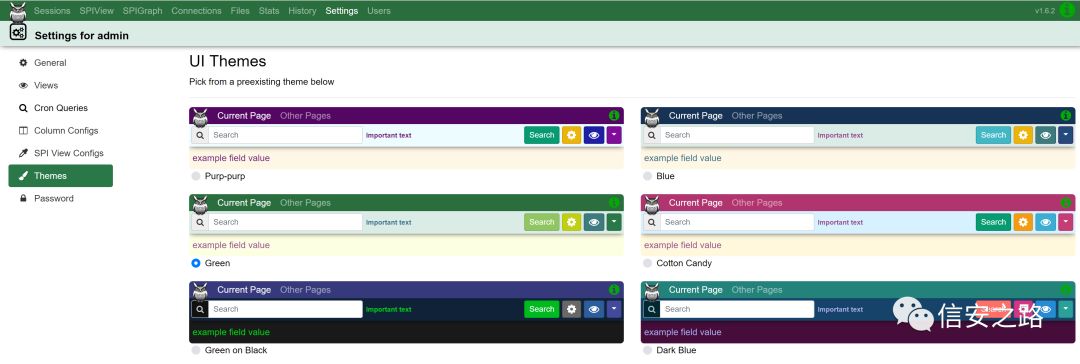 Sessions SPIView SPIGraph Connections Files Stats History Settings Users v1.6.2
Settings for admin
General
Views
Cron Queries
Column Configs
SPI View Configs
Themes
Password
UI Themes
Pick from a preexisting theme below
Current Page Other Pages
Search Important text Search
example field value
Purp-purp
Current Page Other Pages
Search Important text Search
example field value
Blue
Current Page Other Pages
Search Important text Search
example field value
Green
Current Page Other Pages
Search Important text Search
example field value
Cotton Candy
Current Page Other Pages
Search Important text Search
example field value
Green on Black
Current Page Other Pages
Search Important text Search
example field value
Dark Blue
信安之路